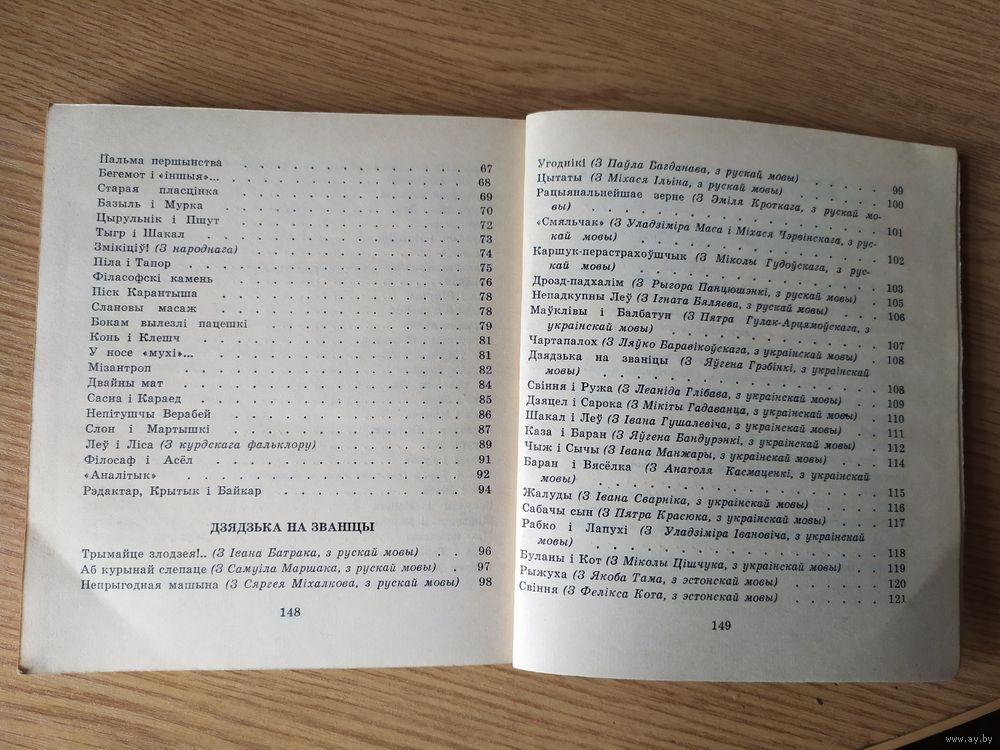 Пальма першынства . . . . . . . . . . . . . 67
Бегемот і «іншыя»... . . . . . . . . . . . . . 68
Старая пласцінка . . . . . . . . . . . . . 69
Базыль і Мурка . . . . . . . . . . . . . 70
Цырульнік і Пшут . . . . . . . . . . . . . 72
Тыгр і Шакал . . . . . . . . . . . . . 73
Змікіціў! (З народнага) . . . . . . . . . . . . 74
Піла і Тапор . . . . . . . . . . . . . 75
Філасофскі камень . . . . . . . . . . . . . 76
Піск Карантыша . . . . . . . . . . . . . 78
Слановы масаж . . . . . . . . . . . . . 78
Бокам вылезлі пацешкі . . . . . . . . . . . . 79
Конь і Клешч . . . . . . . . . . . . . 81
У носе «мухі»... . . . . . . . . . . . . . 81
Мізантроп . . . . . . . . . . . . . 82
Двайны мат . . . . . . . . . . . . . 84
Сасна і Караед . . . . . . . . . . . . . 85
Непітушчы Верабей . . . . . . . . . . . . . 86
Слон і Мартышкі . . . . . . . . . . . . . 87
Леў і Ліса (З курдскага фальклору) . . . . . . . . 89
Філосаф і Асёл . . . . . . . . . . . . . 91
«Аналітык» . . . . . . . . . . . . . 92
Рэдактар, Крытык і Байкар . . . . . . . . . . 94
ДЗЯДЗЬКА НА ЗВАНІЦЫ
Трымайце злодзея!.. (З Івана Батрака, з рускай мовы) . . 96
Аб курынай слепаце (З Самуіла Маршака, з рускай мовы) . 97
Непрыгодная машына (З Сяргея Міхалкова, з рускай мовы) 98
148
Угоднікі (З Паўла Багданава, з рускай мовы) . . . . . 99
Цытаты (З Міхася Ільіна, з рускай мовы) . . . . . 100
Рацыянальнейшае зерне (З Эміля Кроткага, з рускай мо-
вы) . . . . . . . . . . . . . 101
«Смяльчак» (З Уладзіміра Маса і Міхася Чэрвінскага, з рус-
кай мовы) . . . . . . . . . . . . . 102
Каршук-перастрахоўшчык (З Міколы Гудоўскага, з рус-
кай мовы) . . . . . . . . . . . . . 103
Дрозд-падхалім (З Рыгора Панцюшэнкі, з рускай мовы) . 105
Непадкупны Леў (З Ігната Бяляева, з рускай мовы) . . 106
Маўклівы і Балбатун (З Пятра Гулак-Арцямоўскага, з
украінскай мовы) . . . . . . . . . . . 107
Чартапалох (З Ляўко Баравікоўскага, з украінскай мовы) . 108
Дзядзька на званіцы (З Яўгена Грэбінкі, з украінскай
мовы) . . . . . . . . . . . . . 108
Свіння і Ружа (З Леаніда Глібава, з украінскай мовы) . . 109
Дзяцел і Сарока (З Мікіты Гадаванца, з украінскай мовы) . 110
Шакал і Леў (З Івана Гушалевіча, з украінскай мовы) . . 111
Каза і Баран (З Яўгена Бандурэнкі, з украінскай мовы) . 112
Чыж і Сычы (З Івана Манжары, з украінскай мовы) . . 114
Баран і Вясёлка (З Анатоля Касмаценкі, з украінскай
мовы) . . . . . . . . . . . . . 115
Жалуды (З Івана Сварніка, з украінскай мовы) . . . . 116
Сабачы сын (З Пятра Красюка, з украінскай мовы) . . . 117
Рабко і Лапухі (З Уладзіміра Івановіча, з украінскай
мовы) . . . . . . . . . . . . . 118
Буланы і Кот (З Міколы Цішчука, з украінскай мовы) . . 119
Рыжуха (З Якоба Тама, з эстонскай мовы) . . . . . 120
Свіння (З Фелікса Кота, з эстонскай мовы) . . . . . 121
149
www.ay.by